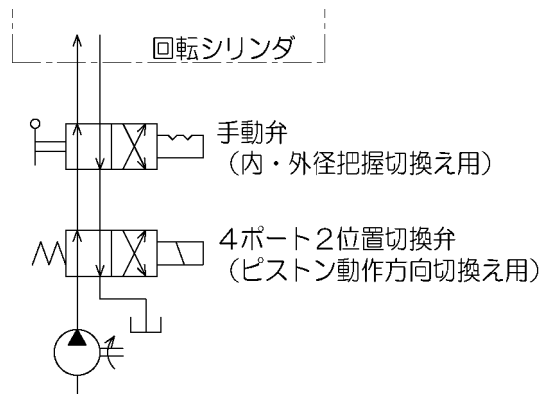 回転シリンダ
手動弁
（内・外径把握切換え用）
4ポート2位置切換弁
（ピストン動作方向切換え用）